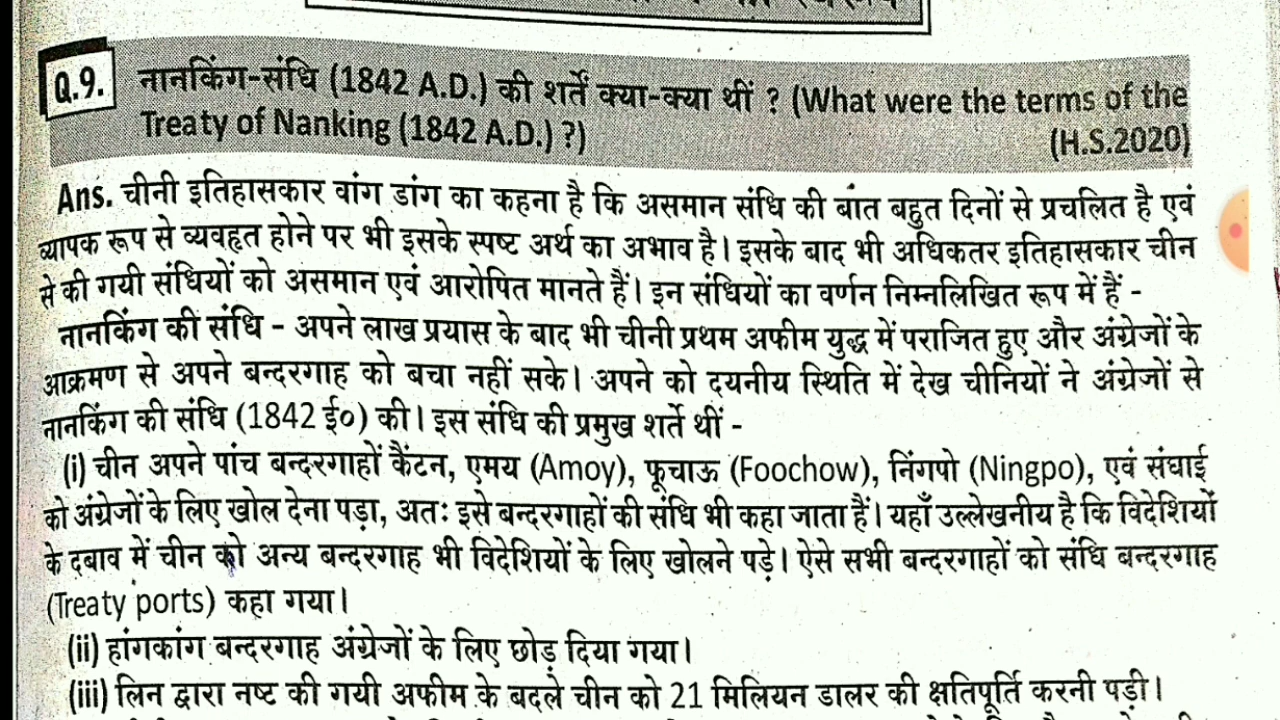 Q.9. नानकिंग-संधि (1842 A.D.) की शर्तें क्या-क्या थीं ? (What were the terms of the
Treaty of Nanking (1842 A.D.) ?)
(H.S.2020)
Ans. चीनी इतिहासकार वांग डांग का कहना है कि असमान संधि की बात बहुत दिनों से प्रचलित है एवं
व्यापक रूप से व्यवहृत होने पर भी इसके स्पष्ट अर्थ का अभाव है। इसके बाद भी अधिकतर इतिहासकार चीन
से की गयी संधियों को असमान एवं आरोपित मानते हैं। इन संधियों का वर्णन निम्नलिखित रूप में हैं -
नानकिंग की संधि - अपने लाख प्रयास के बाद भी चीनी प्रथम अफीम युद्ध में पराजित हुए और अंग्रेजों के
आक्रमण से अपने बन्दरगाह को बचा नहीं सके। अपने को दयनीय स्थिति में देख चीनियों ने अंग्रेजों से
नानकिंग की संधि (1842 ई०) की। इस संधि की प्रमुख शर्ते थीं -
(i) चीन अपने पांच बन्दरगाहों कैंटन, एमय (Amoy), फूचाऊ (Foochow), निंगपो (Ningpo), एवं संघाई
को अंग्रेजों के लिए खोल देना पड़ा, अतः इसे बन्दरगाहों की संधि भी कहा जाता हैं। यहाँ उल्लेखनीय है कि विदेशियों
के दबाव में चीन को अन्य बन्दरगाह भी विदेशियों के लिए खोलने पड़े। ऐसे सभी बन्दरगाहों को संधि बन्दरगाह
(Treaty ports) कहा गया।
(ii) हांगकांग बन्दरगाह अंग्रेजों के लिए छोड़ दिया गया।
(iii) लिन द्वारा नष्ट की गयी अफीम के बदले चीन को 21 मिलियन डालर की क्षतिपूर्ति करनी पड़ी।